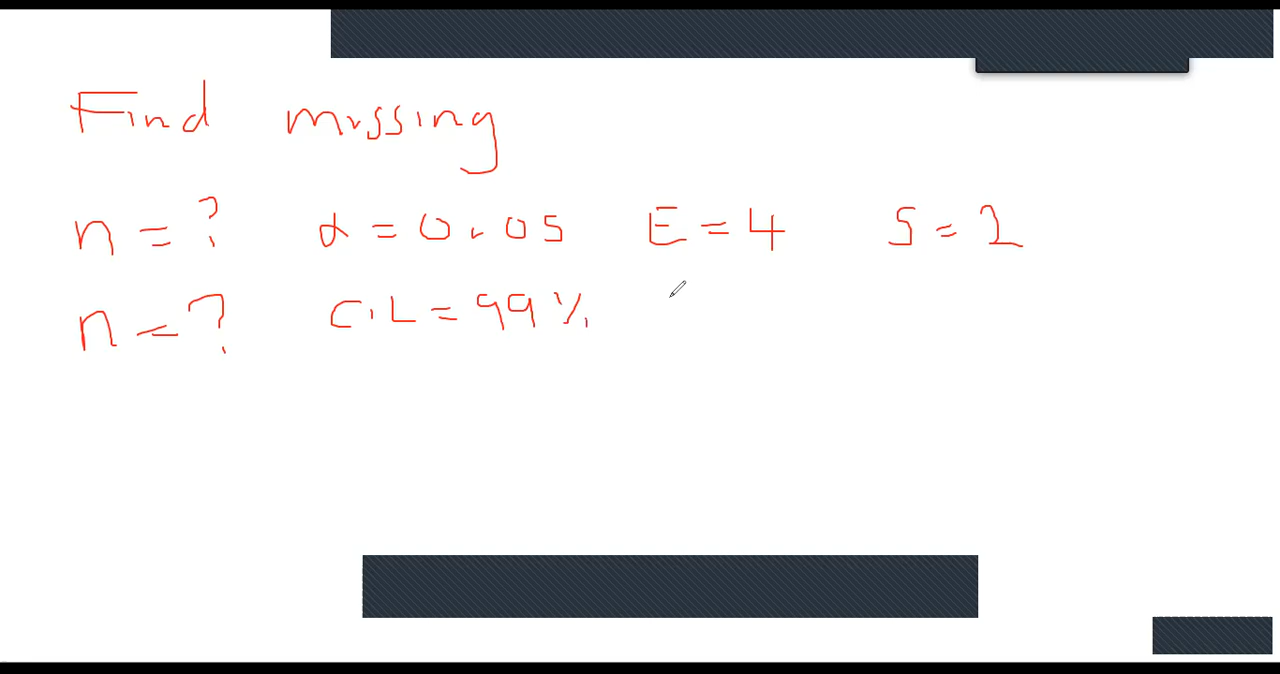 Find missing
n = ? α = 0.05 E = 4 S = 2
n = ? C.L = 99%